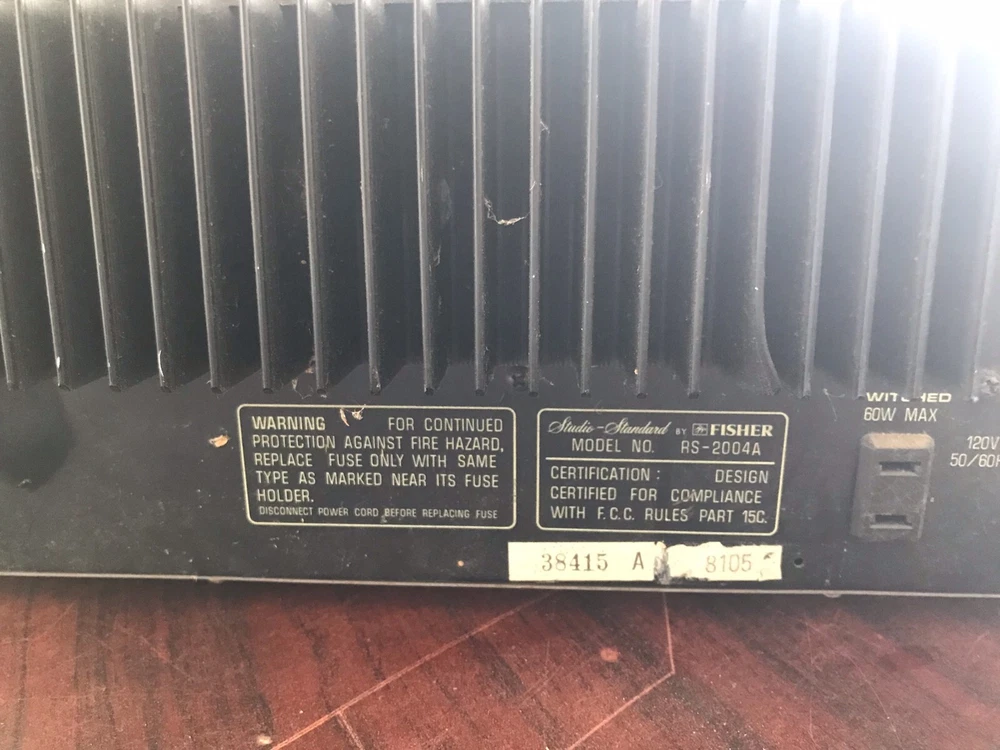 WARNING FOR CONTINUED
PROTECTION AGAINST FIRE HAZARD,
REPLACE FUSE ONLY WITH SAME
TYPE AS MARKED NEAR ITS FUSE
HOLDER.
DISCONNECT POWER CORD BEFORE REPLACING FUSE
Studio-Standard BY FISHER
MODEL NO. RS-2004A
CERTIFICATION: DESIGN
CERTIFIED FOR COMPLIANCE
WITH F.C.C. RULES PART 15C.
38415 A 8105
60W MAX
120V
50/60H